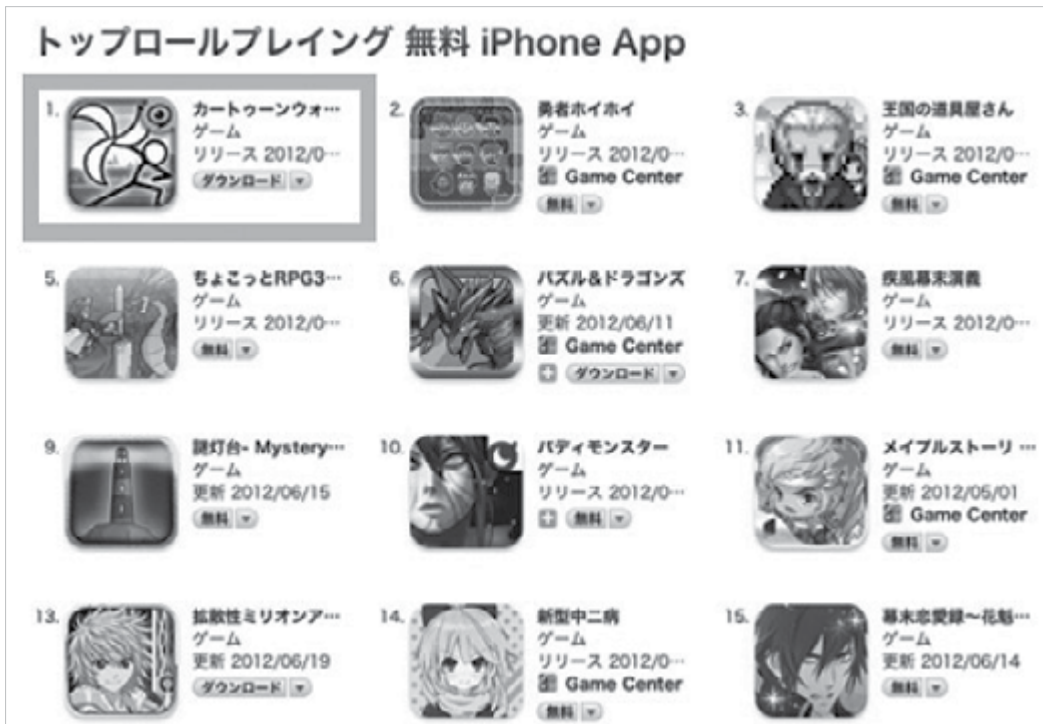 トップロールプレイング 無料 iPhone App
1.
カートゥーンウォ…
ゲーム
リリース 2012/0…
ダウンロード
2.
勇者ホイホイ
ゲーム
リリース 2012/0…
Game Center
無料
3.
王国の道具屋さん
ゲーム
リリース 2012/0…
Game Center
無料
5.
ちょこっとRPG3…
ゲーム
リリース 2012/0…
無料
6.
パズル&ドラゴンズ
ゲーム
更新 2012/06/11
Game Center
ダウンロード
7.
疾風幕末演義
ゲーム
リリース 2012/0…
無料
9.
謎灯台- Mystery…
ゲーム
更新 2012/06/15
無料
10.
バディモンスター
ゲーム
リリース 2012/0…
無料
11.
メイプルストーリ …
ゲーム
更新 2012/05/01
Game Center
無料
13.
拡散性ミリオンア…
ゲーム
更新 2012/06/19
ダウンロード
14.
新型中二病
ゲーム
リリース 2012/0…
Game Center
無料
15.
幕末恋愛録〜花魁…
ゲーム
更新 2012/06/14
無料